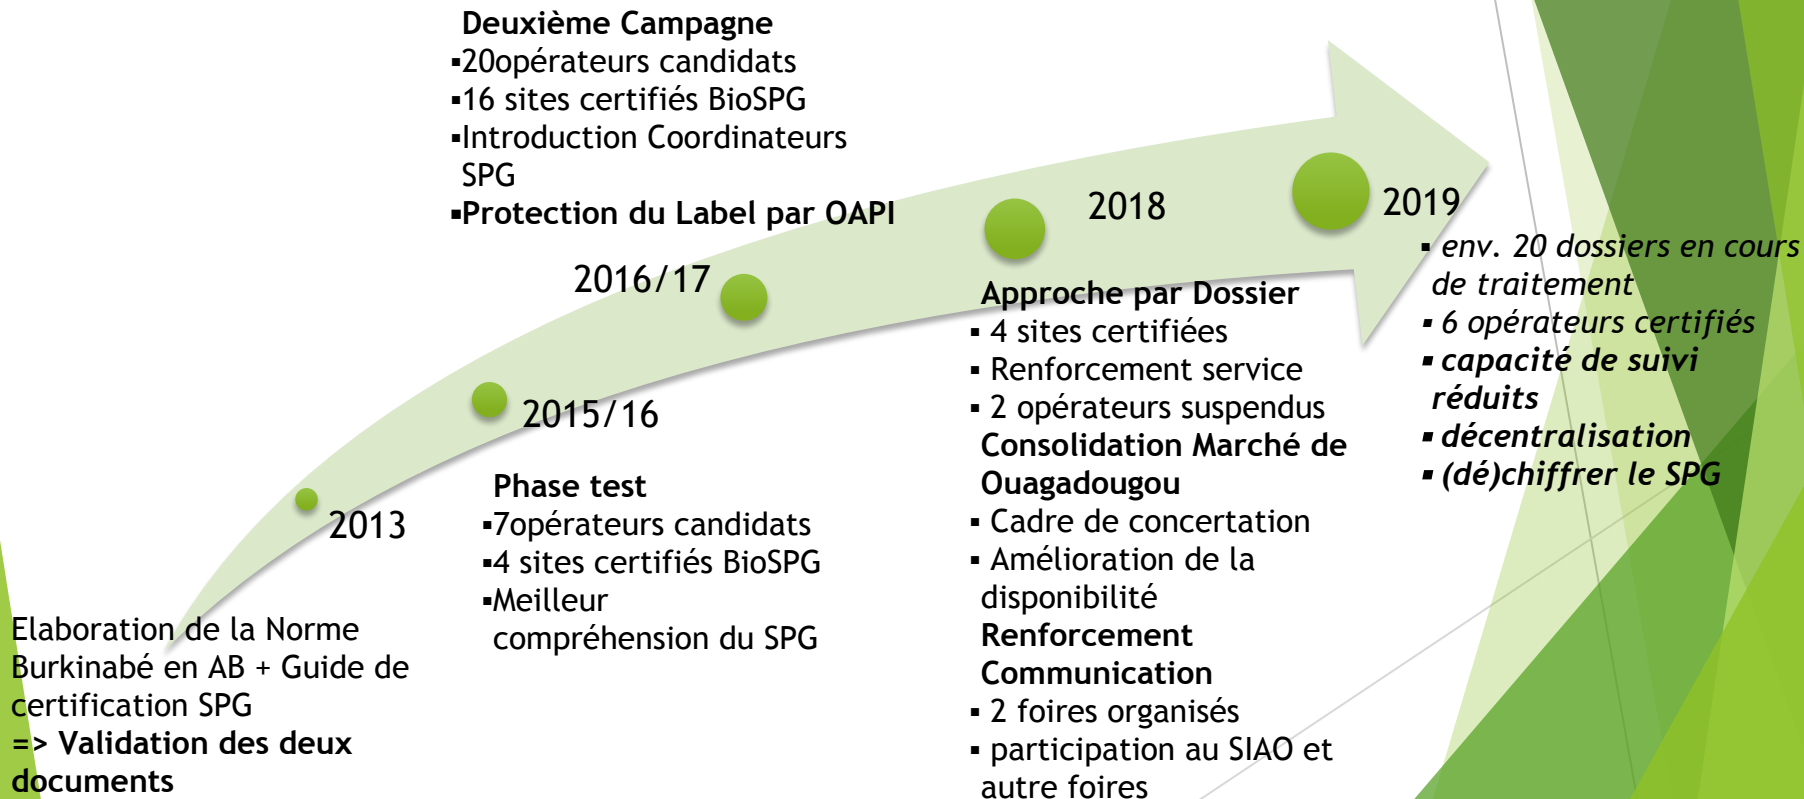 Deuxième Campagne
▪20opérateurs candidats
▪16 sites certifiés BioSPG
▪Introduction Coordinateurs
SPG
▪Protection du Label par OAPI
2016/17
2018
2019
2015/16
2013
Elaboration de la Norme
Burkinabé en AB + Guide de
certification SPG
=> Validation des deux
documents
Phase test
▪7opérateurs candidats
▪4 sites certifiés BioSPG
▪Meilleur
compréhension du SPG
Approche par Dossier
▪ 4 sites certifiées
▪ Renforcement service
▪ 2 opérateurs suspendus
Consolidation Marché de
Ouagadougou
▪ Cadre de concertation
▪ Amélioration de la
disponibilité
Renforcement
Communication
▪ 2 foires organisés
▪ participation au SIAO et
autre foires
▪ env. 20 dossiers en cours
de traitement
▪ 6 opérateurs certifiés
▪ capacité de suivi
réduits
▪ décentralisation
▪ (dé)chiffrer le SPG